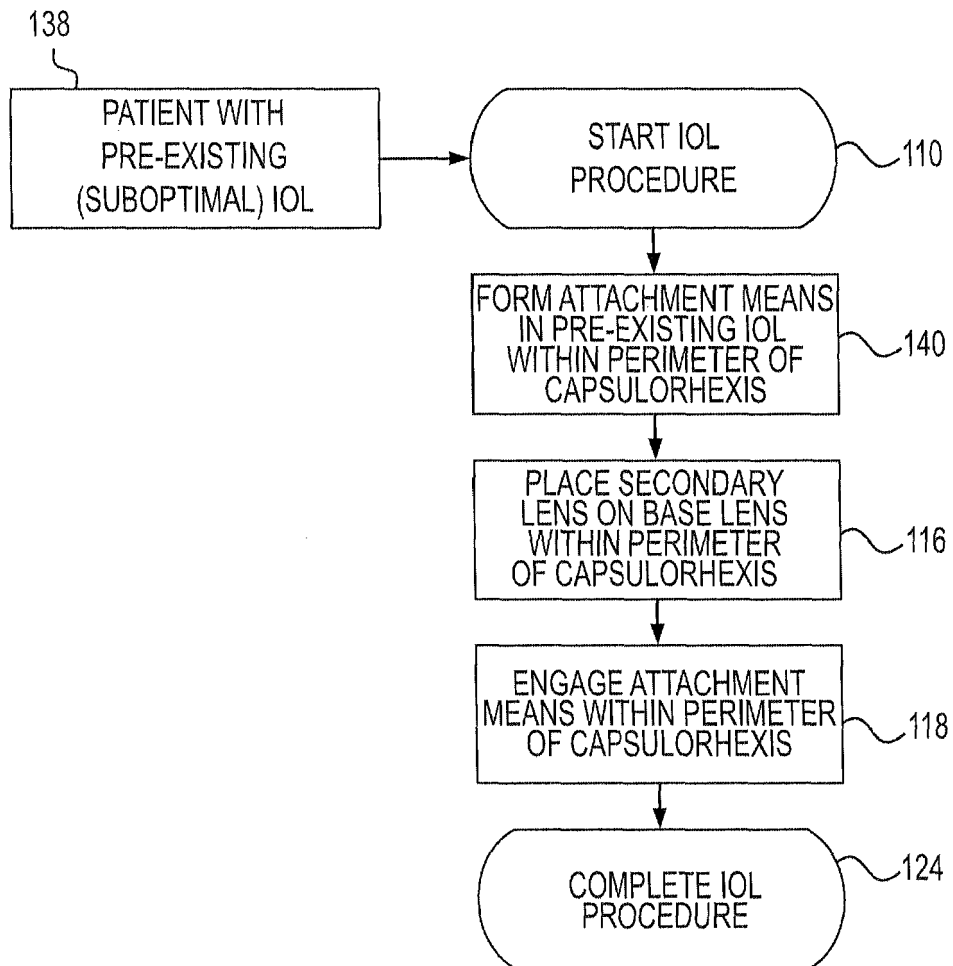 138
PATIENT WITH
PRE-EXISTING
(SUBOPTIMAL) IOL
START IOL
PROCEDURE
110
FORM ATTACHMENT MEANS
IN PRE-EXISTING IOL
WITHIN PERIMETER OF
CAPSULORHEXIS
140
PLACE SECONDARY
LENS ON BASE LENS
WITHIN PERIMETER
OF CAPSULORHEXIS
116
ENGAGE ATTACHMENT
MEANS WITHIN PERIMETER
OF CAPSULORHEXIS
118
COMPLETE IOL
PROCEDURE
124